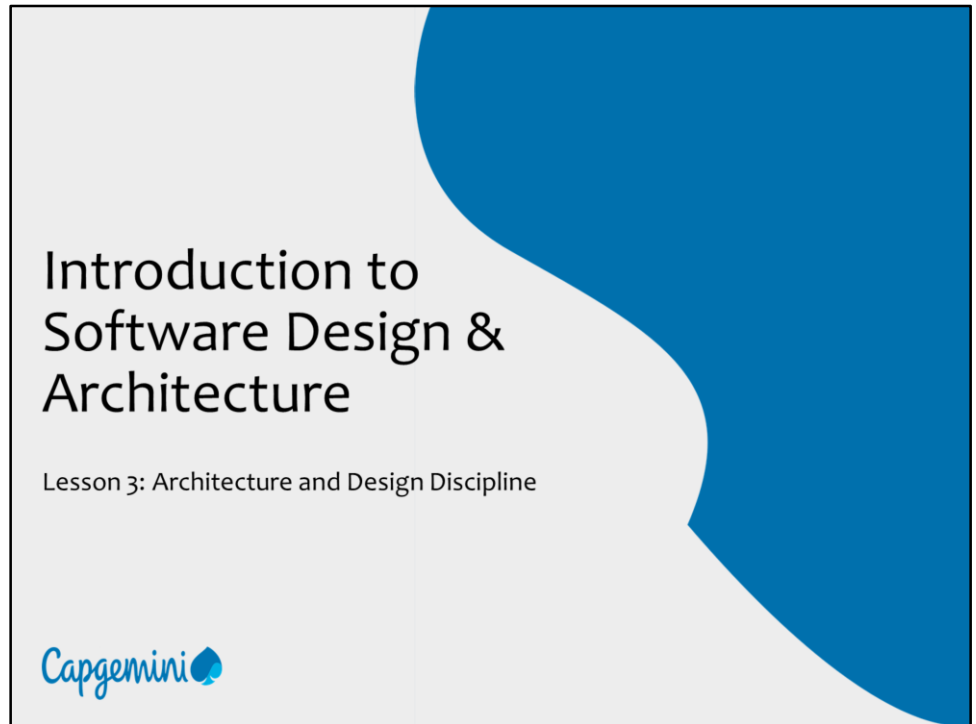 Introduction to
Software Design &
Architecture
Lesson 3: Architecture and Design Discipline
Capgemini